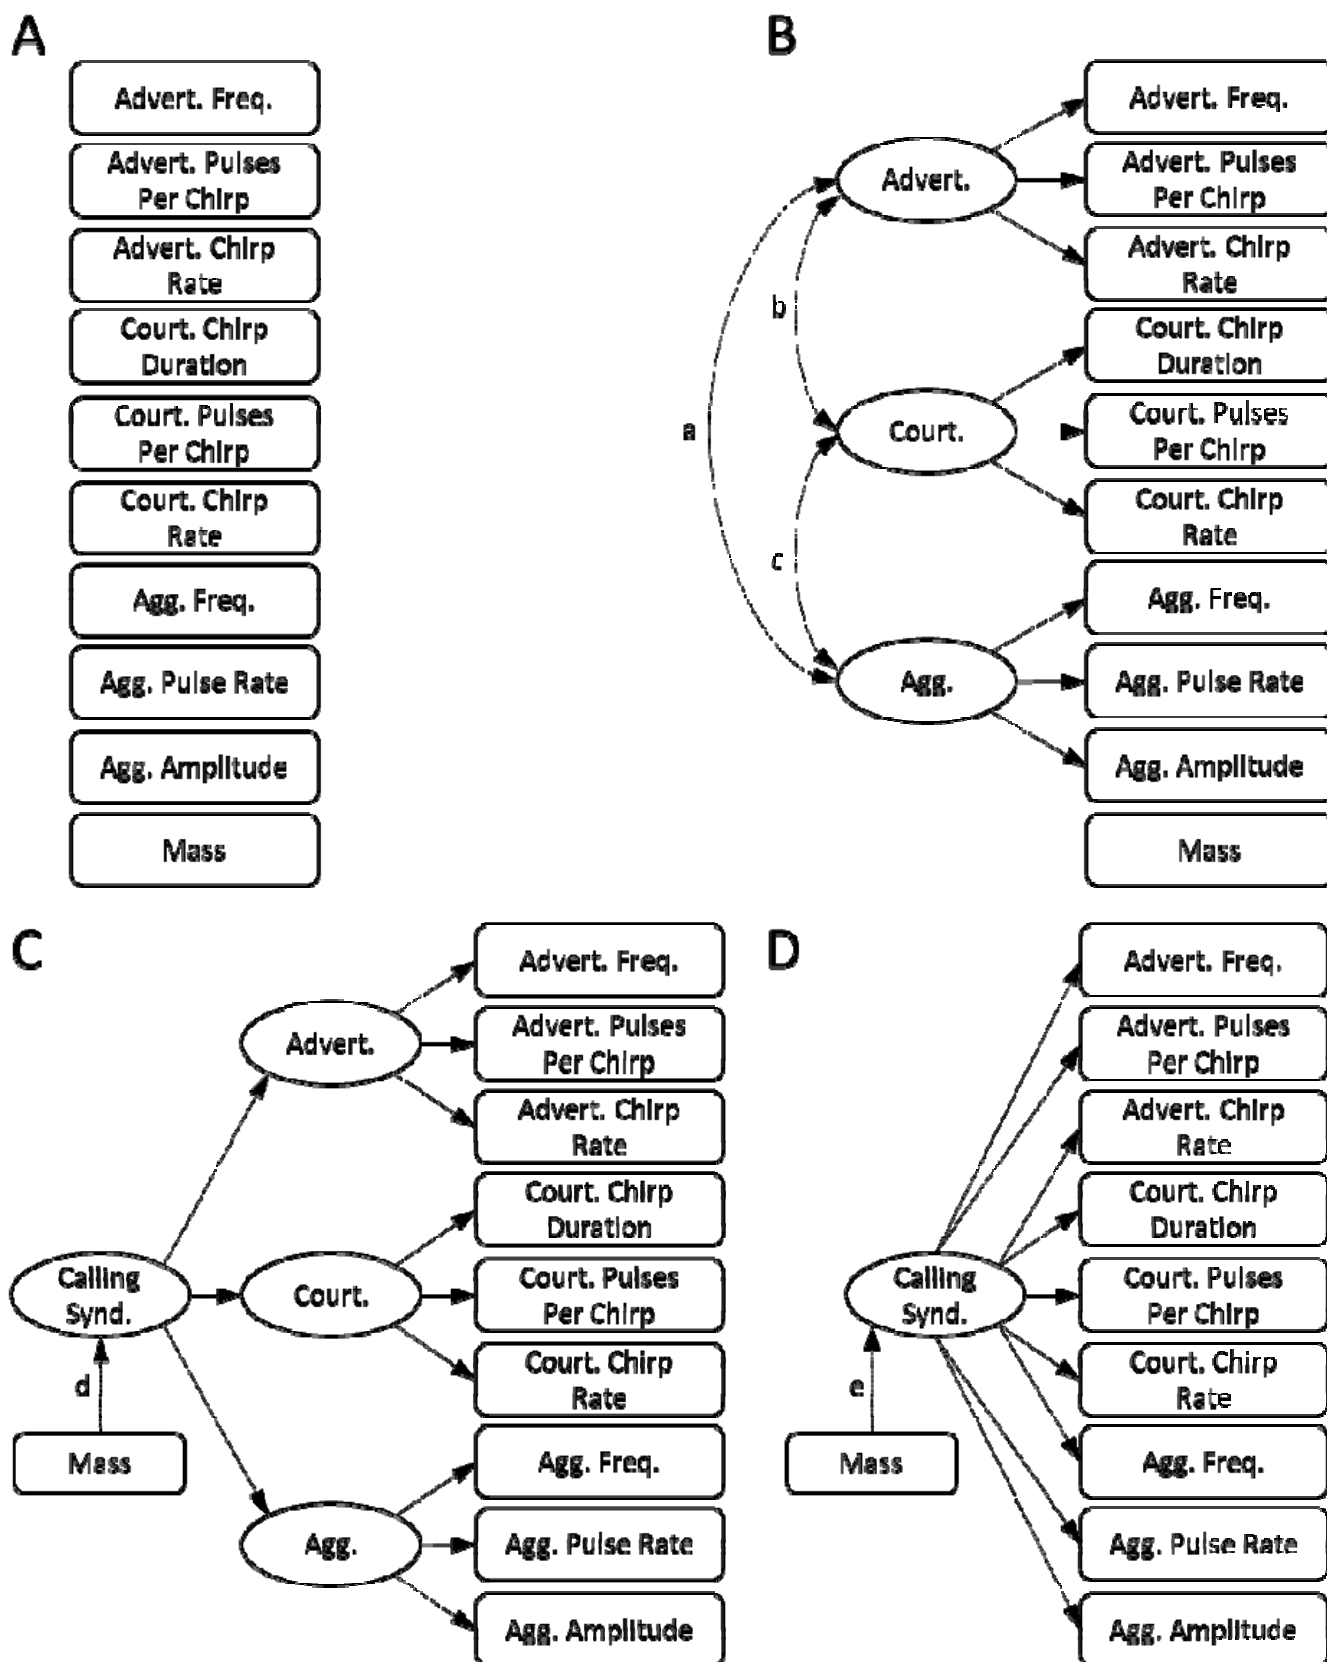 A
Advert. Freq.
Advert. Pulses
Per Chirp
Advert. Chirp
Rate
Court. Chirp
Duration
Court. Pulses
Per Chirp
Court. Chirp
Rate
Agg. Freq.
Agg. Pulse Rate
Agg. Amplitude
Mass
B
Advert.
Court.
Agg.
a
b
c
Advert. Freq.
Advert. Pulses
Per Chirp
Advert. Chirp
Rate
Court. Chirp
Duration
Court. Pulses
Per Chirp
Court. Chirp
Rate
Agg. Freq.
Agg. Pulse Rate
Agg. Amplitude
Mass
C
Calling
Synd.
d
Mass
Advert.
Court.
Agg.
Advert. Freq.
Advert. Pulses
Per Chirp
Advert. Chirp
Rate
Court. Chirp
Duration
Court. Pulses
Per Chirp
Court. Chirp
Rate
Agg. Freq.
Agg. Pulse Rate
Agg. Amplitude
D
Calling
Synd.
e
Mass
Advert. Freq.
Advert. Pulses
Per Chirp
Advert. Chirp
Rate
Court. Chirp
Duration
Court. Pulses
Per Chirp
Court. Chirp
Rate
Agg. Freq.
Agg. Pulse Rate
Agg. Amplitude